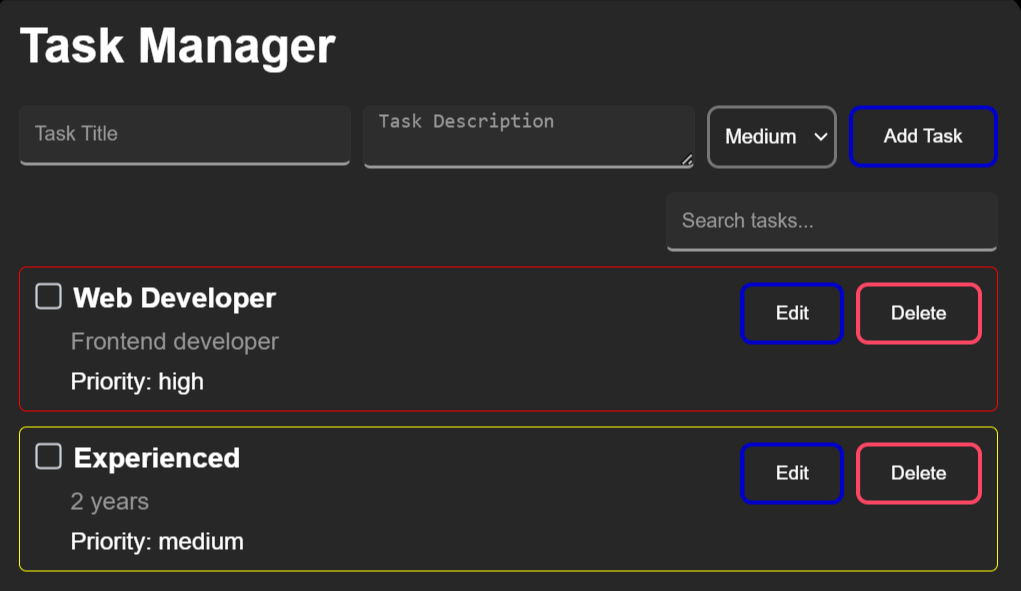 Task Manager
Task Title
Task Description
Medium
Add Task
Search tasks...
Web Developer
Edit
Delete
Frontend developer
Priority: high
Experienced
Edit
Delete
2 years
Priority: medium